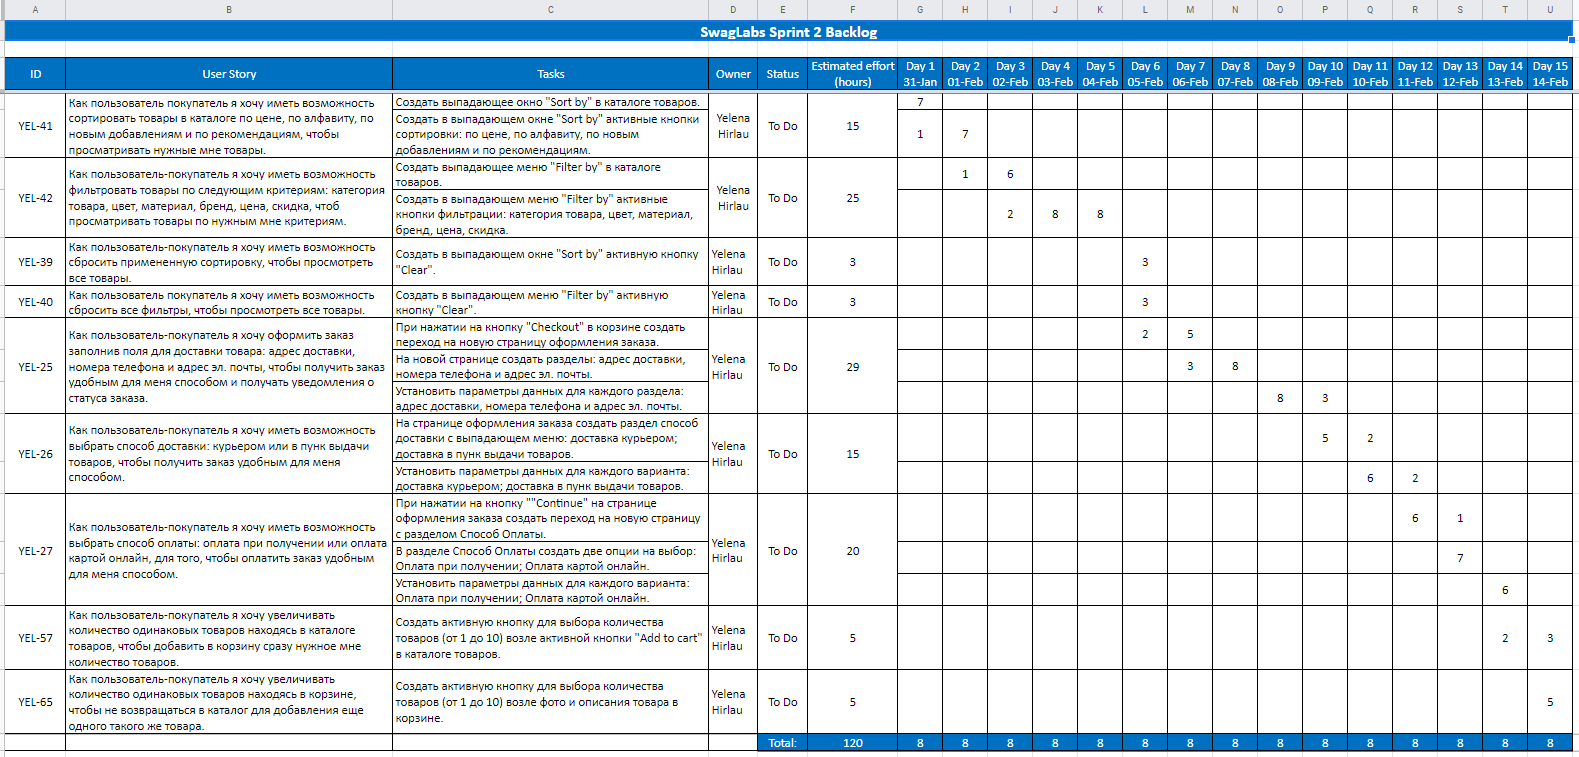 A B C D E F G H I J K L M N O P Q R S T U
SwagLabs Sprint 2 Backlog
ID User Story Tasks Owner Status Estimated effort (hours) Day 1 31-Jan Day 2 01-Feb Day 3 02-Feb Day 4 03-Feb Day 5 04-Feb Day 6 05-Feb Day 7 06-Feb Day 8 07-Feb Day 9 08-Feb Day 10 09-Feb Day 11 10-Feb Day 12 11-Feb Day 13 12-Feb Day 14 13-Feb Day 15 14-Feb
YEL-41
Как пользователь покупатель я хочу иметь возможность
сортировать товары в каталоге по цене, по алфавиту, по
новым добавлениям и по рекомендациям, чтобы
просматривать нужные мне товары.
Создать выпадающее окно "Sort by" в каталоге товаров.
Создать в выпадающем окне "Sort by" активные кнопки
сортировки: по цене, по алфавиту, по новым
добавлениям и по рекомендациям.
Yelena
Hirlau
To Do
15
7
1 7
YEL-42
Как пользователь-покупатель я хочу иметь возможность
фильтровать товары по следующим критериям: категория
товара, цвет, материал, бренд, цена, скидка, чтоб
просматривать товары по нужным мне критериям.
Создать выпадающее меню "Filter by" в каталоге
товаров.
Создать в выпадающем меню "Filter by" активные
кнопки фильтрации: категория товара, цвет, материал,
бренд, цена, скидка.
Yelena
Hirlau
To Do
25
1 6
2 8 8
YEL-39
Как пользователь-покупатель я хочу иметь возможность
сбросить примененную сортировку, чтобы просмотреть
все товары.
Создать в выпадающем окне "Sort by" активную кнопку
"Clear".
Yelena
Hirlau
To Do
3
3
YEL-40
Как пользователь покупатель я хочу иметь возможность
сбросить все фильтры, чтобы просмотреть все товары.
Создать в выпадающем меню "Filter by" активную
кнопку "Clear".
Yelena
Hirlau
To Do
3
3
YEL-25
Как пользователь-покупатель я хочу оформить заказ
заполнив поля для доставки товара: адрес доставки,
номера телефона и адрес эл. почты, чтобы получить заказ
удобным для меня способом и получать уведомления о
статуса заказа.
При нажатии на кнопку "Checkout" в корзине создать
переход на новую страницу оформления заказа.
На новой странице создать разделы: адрес доставки,
номера телефона и адрес эл. почты.
Установить параметры данных для каждого раздела:
адрес доставки, номера телефона и адрес эл. почты.
Yelena
Hirlau
To Do
29
2 5
3 8
8 3
YEL-26
Как пользователь-покупатель я хочу иметь возможность
выбрать способ доставки: курьером или в пунк выдачи
товаров, чтобы получить заказ удобным для меня
способом.
На странице оформления заказа создать раздел способ
доставки с выпадающем меню: доставка курьером;
доставка в пунк выдачи товаров.
Установить параметры данных для каждого варианта:
доставка курьером; доставка в пунк выдачи товаров.
Yelena
Hirlau
To Do
15
5 2
6 2
YEL-27
Как пользователь-покупатель я хочу иметь возможность
выбрать способ оплаты: оплата при получении или оплата
картой онлайн, для того, чтобы оплатить заказ удобным
для меня способом.
При нажатии на кнопку ""Continue" на странице
оформления заказа создать переход на новую страницу
с разделом Способ Оплаты.
В разделе Способ Оплаты создать две опции на выбор:
Оплата при получении; Оплата картой онлайн.
Установить параметры данных для каждого варианта:
Оплата при получении; Оплата картой онлайн.
Yelena
Hirlau
To Do
20
6 1
7
6
YEL-57
Как пользователь-покупатель я хочу увеличивать
количество одинаковых товаров находясь в каталоге
товаров, чтобы добавить в корзину сразу нужное мне
количество товаров.
Создать активную кнопку для выбора количества
товаров (от 1 до 10) возле активной кнопки "Add to cart"
в каталоге товаров.
Yelena
Hirlau
To Do
5
2 3
YEL-65
Как пользователь-покупатель я хочу увеличивать
количество одинаковых товаров находясь в корзине,
чтобы не возвращаться в каталог для добавления еще
одного такого же товара.
Создать активную кнопку для выбора количества
товаров (от 1 до 10) возле фото и описания товара в
корзине.
Yelena
Hirlau
To Do
5
5
Total: 120 8 8 8 8 8 8 8 8 8 8 8 8 8 8 8